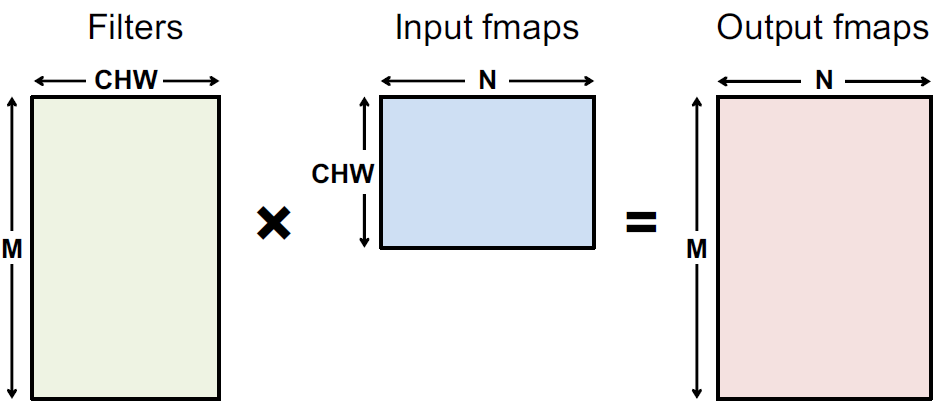 Filters
Input fmaps
Output fmaps
CHW
N
N
CHW
M
M
×
=